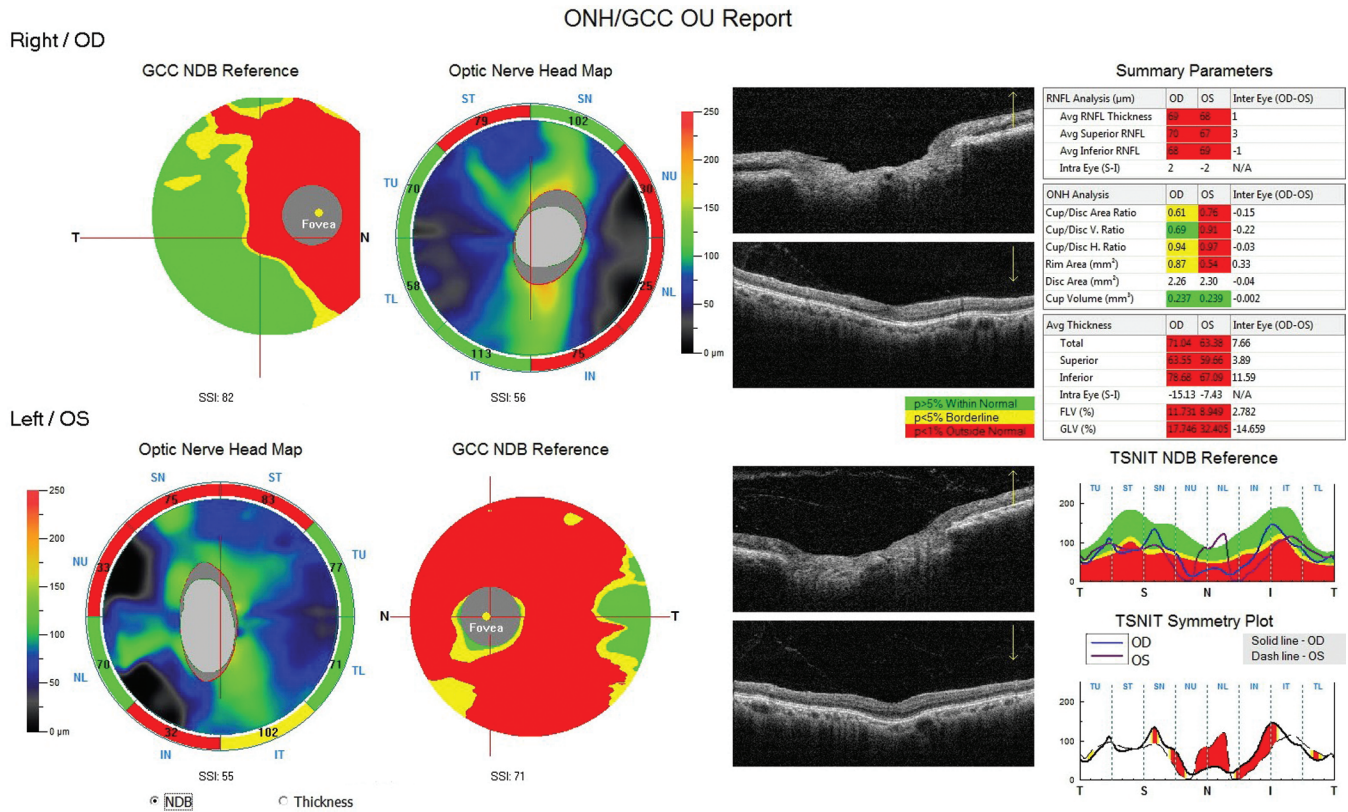 ONH/GCC OU Report
Right / OD
GCC NDB Reference
Optic Nerve Head Map
Summary Parameters
T
Fovea
N
SSI: 82
ST
SN
79
102
TU
NU
70
30
TL
NL
58
25
113
75
IT
IN
SSI: 56
250
200
150
100
50
0 µm
RNFL Analysis (µm) OD OS Inter Eye (OD-OS)
Avg RNFL Thickness 69 68 1
Avg Superior RNFL 70 67 3
Avg Inferior RNFL 68 69 -1
Intra Eye (S-I) 2 -2 N/A
ONH Analysis OD OS Inter Eye (OD-OS)
Cup/Disc Area Ratio 0.61 0.76 -0.15
Cup/Disc V. Ratio 0.69 0.91 -0.22
Cup/Disc H. Ratio 0.94 0.97 -0.03
Rim Area (mm²) 0.87 0.54 0.33
Disc Area (mm²) 2.26 2.30 -0.04
Cup Volume (mm³) 0.237 0.239 -0.002
Avg Thickness OD OS Inter Eye (OD-OS)
Total 71.04 63.38 7.66
Superior 63.55 59.66 3.89
Inferior 78.66 67.09 11.59
Intra Eye (S-I) -15.13 -7.43 N/A
FLV (%) 11.731 8.949 2.782
GLV (%) 17.746 32.405 -14.659
p>5% Within Normal
p<5% Borderline
p<1% Outside Normal
Left / OS
Optic Nerve Head Map
GCC NDB Reference
250
200
150
100
50
0 µm
SN
ST
75
83
NU
TU
33
77
NL
TL
70
71
32
102
IN
IT
SSI: 55
N
Fovea
T
SSI: 71
NDB
Thickness
TSNIT NDB Reference
TU ST SN NU NL IN IT TL
200
100
0
T S N I T
TSNIT Symmetry Plot
OD
OS
Solid line - OD
Dash line - OS
TU ST SN NU NL IN IT TL
200
100
0
T S N I T